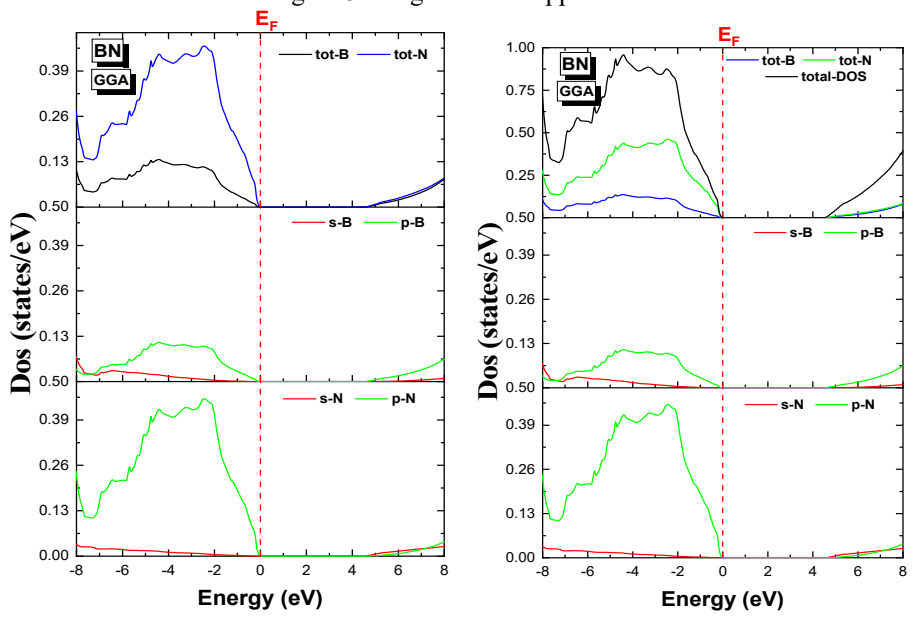 E_F
BN
GGA
tot-B tot-N
0.39
0.26
0.13
0.50
s-B p-B
0.39
0.26
0.13
0.50
s-N p-N
0.39
0.26
0.13
0.00
-8 -6 -4 -2 0 2 4 6 8
Energy (eV)
Dos (states/eV)
E_F
BN
GGA
tot-B tot-N
total-DOS
1.00
0.75
0.50
0.25
0.50
s-B p-B
0.39
0.26
0.13
0.50
s-N p-N
0.39
0.26
0.13
0.00
-8 -6 -4 -2 0 2 4 6 8
Energy (eV)
Dos (states/eV)